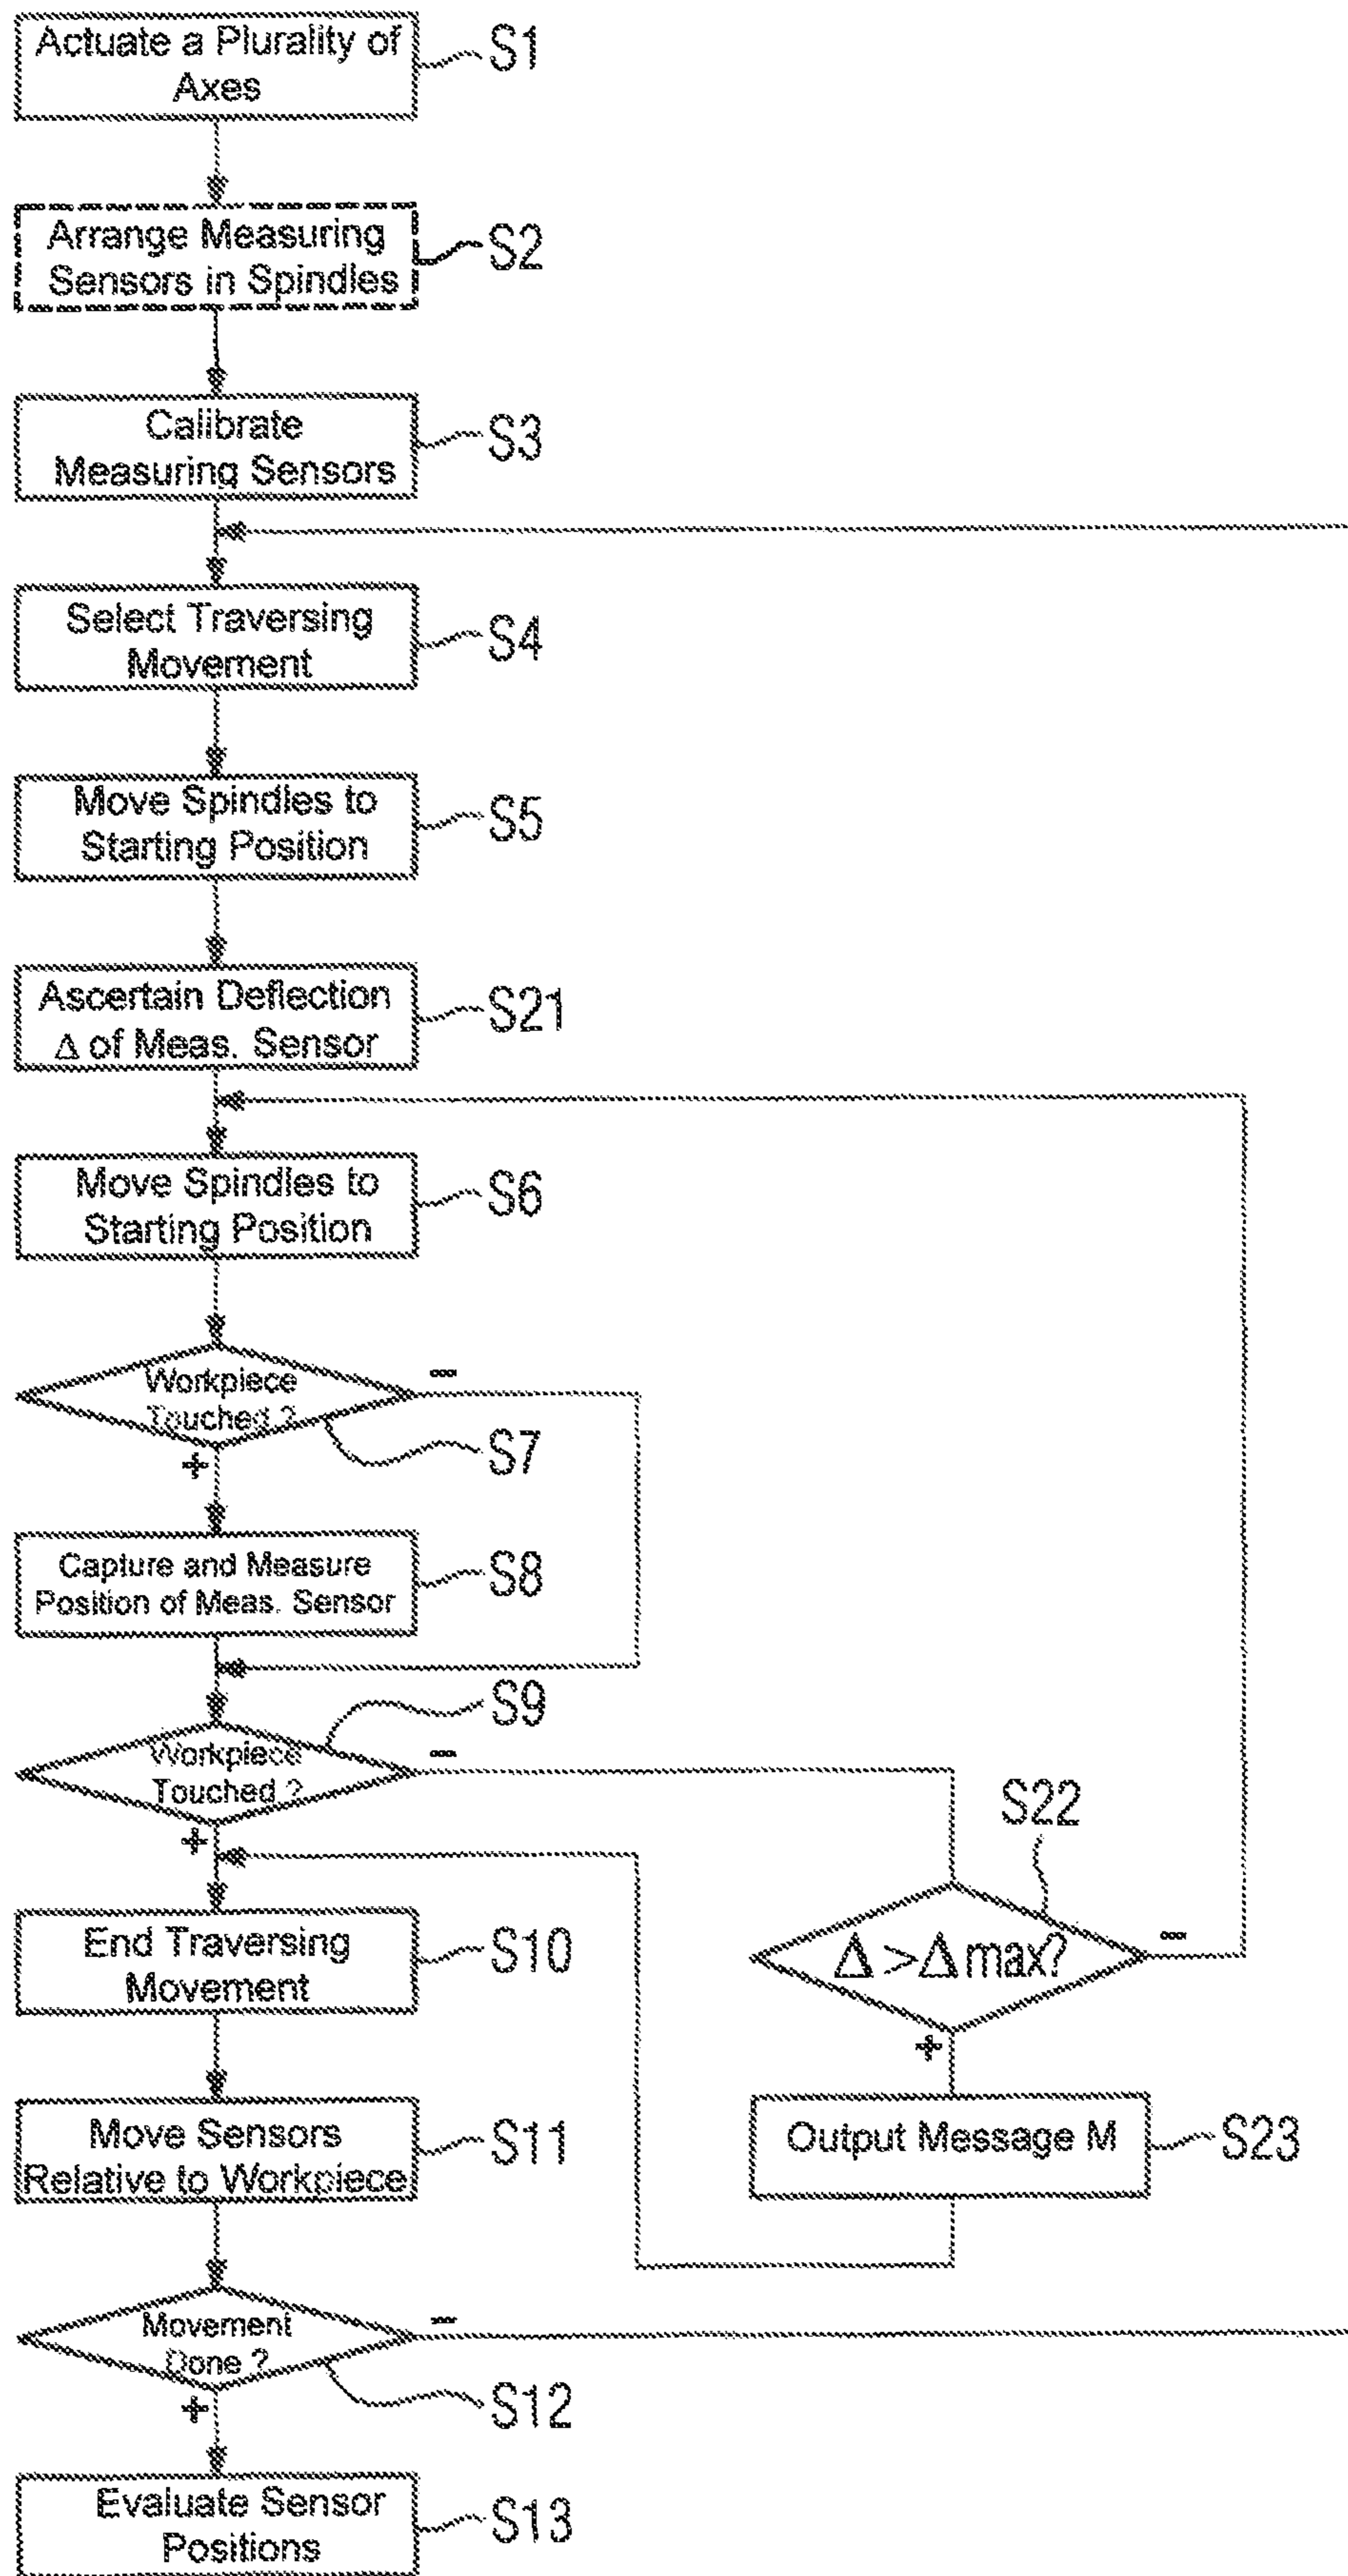 Actuate a Plurality of
Axes
S1
Arrange Measuring
Sensors in Spindles
S2
Calibrate
Measuring Sensors
S3
Select Traversing
Movement
S4
Move Spindles to
Starting Position
S5
Ascertain Deflection
Δ of Meas. Sensor
S21
Move Spindles to
Starting Position
S6
Workpiece
Touched ?
-
S7
+
Capture and Measure
Position of Meas. Sensor
S8
S9
Workpiece
Touched ?
-
+
S22
Δ >Δ max?
-
+
End Traversing
Movement
S10
Move Sensors
Relative to Workpiece
S11
Output Message M
S23
Movement
Done ?
-
S12
+
Evaluate Sensor
Positions
S13